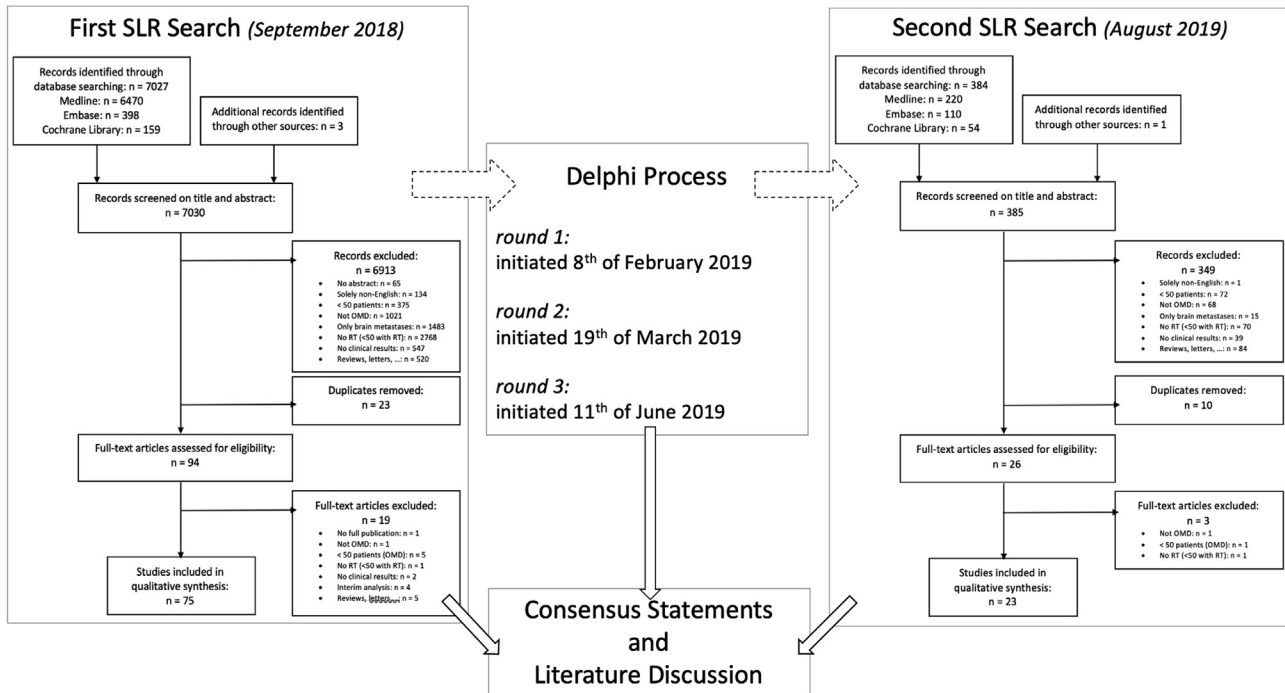 First SLR Search (September 2018)
Records identified through
database searching: n = 7027
Medline: n = 6470
Embase: n = 398
Cochrane Library: n = 159
Additional records identified
through other sources: n = 3
Records screened on title and abstract:
n = 7030
Records excluded:
n = 6913
• No abstract: n = 65
• Solely non-English: n = 134
• < 50 patients: n = 375
• Not OMD: n = 1021
• Only brain metastases: n = 1483
• No RT (<50 with RT): n = 2768
• No clinical results: n = 547
• Reviews, letters, ...: n = 520
Duplicates removed:
n = 23
Full-text articles assessed for eligibility:
n = 94
Full-text articles excluded:
n = 19
• No full publication: n = 1
• Not OMD: n = 1
• < 50 patients (OMD): n = 5
• No RT (<50 with RT): n = 1
• No clinical results: n = 2
• Interim analysis: n = 4
• Reviews, letters, ...: n = 5
Studies included in
qualitative synthesis:
n = 75
Delphi Process
round 1:
initiated 8th of February 2019
round 2:
initiated 19th of March 2019
round 3:
initiated 11th of June 2019
Consensus Statements
and
Literature Discussion
Second SLR Search (August 2019)
Records identified through
database searching: n = 384
Medline: n = 220
Embase: n = 110
Cochrane Library: n = 54
Additional records identified
through other sources: n = 1
Records screened on title and abstract:
n = 385
Records excluded:
n = 349
• Solely non-English: n = 1
• < 50 patients: n = 72
• Not OMD: n = 68
• Only brain metastases: n = 15
• No RT (<50 with RT): n = 70
• No clinical results: n = 39
• Reviews, letters, ...: n = 84
Duplicates removed:
n = 10
Full-text articles assessed for eligibility:
n = 26
Full-text articles excluded:
n = 3
• Not OMD: n = 1
• < 50 patients (OMD): n = 1
• No RT (<50 with RT): n = 1
Studies included in
qualitative synthesis:
n = 23